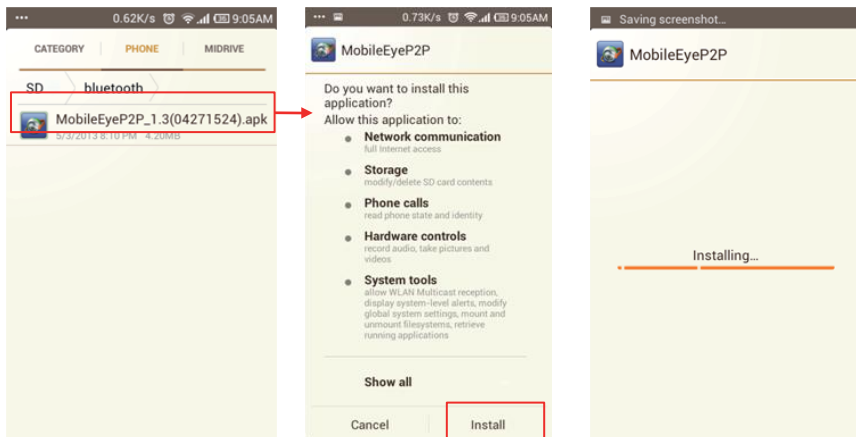 0.62K/s 9:05AM
CATEGORY PHONE MIDRIVE
SD bluetooth
MobileEyeP2P_1.3(04271524).apk
5/3/2013 8:10 PM 4.20MB
0.73K/s 9:05AM
MobileEyeP2P
Do you want to install this
application?
Allow this application to:
Network communication
full Internet access
Storage
modify/delete SD card contents
Phone calls
read phone state and identity
Hardware controls
record audio, take pictures and
videos
System tools
allow WLAN Multicast reception,
display system-level alerts, modify
global system settings, mount and
unmount filesystems, retrieve
running applications
Show all
Cancel Install
Saving screenshot...
MobileEyeP2P
Installing...